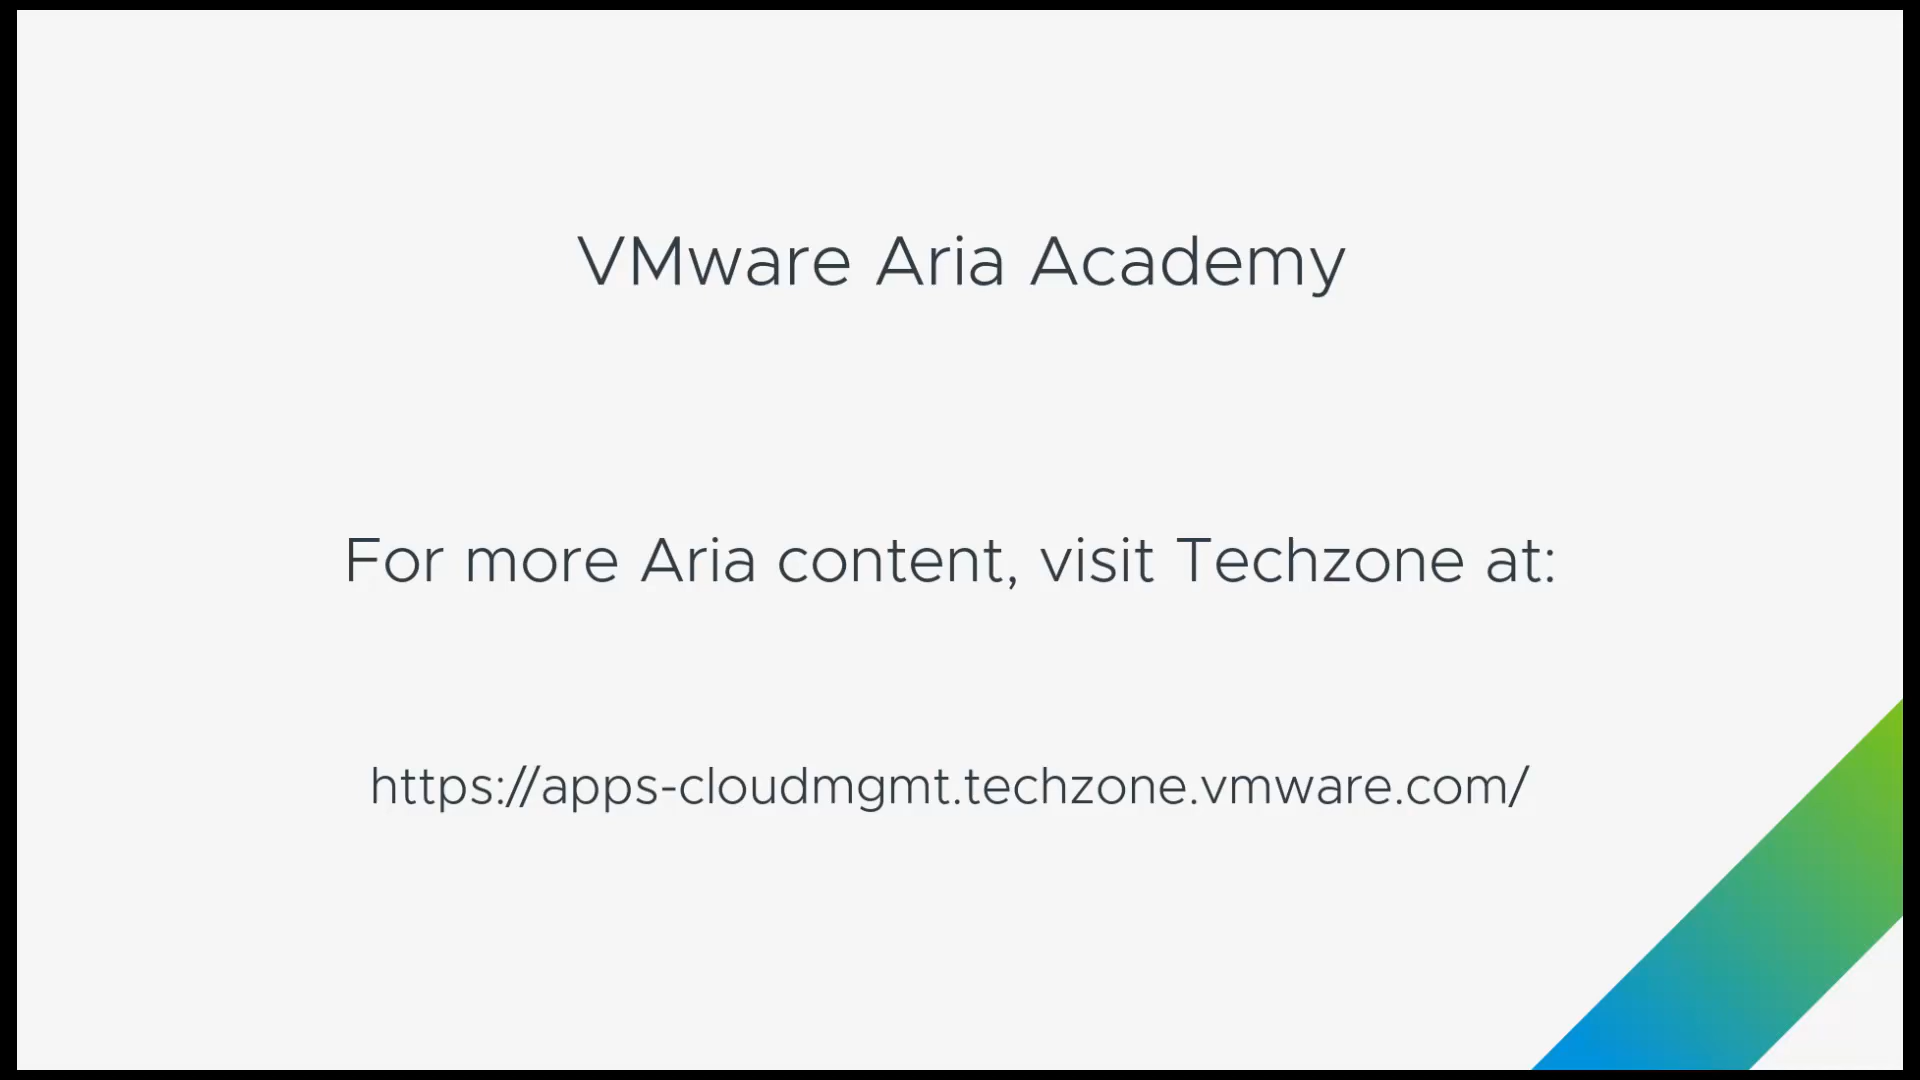 VMware Aria Academy
For more Aria content, visit Techzone at:
https://apps-cloudmgmt.techzone.vmware.com/